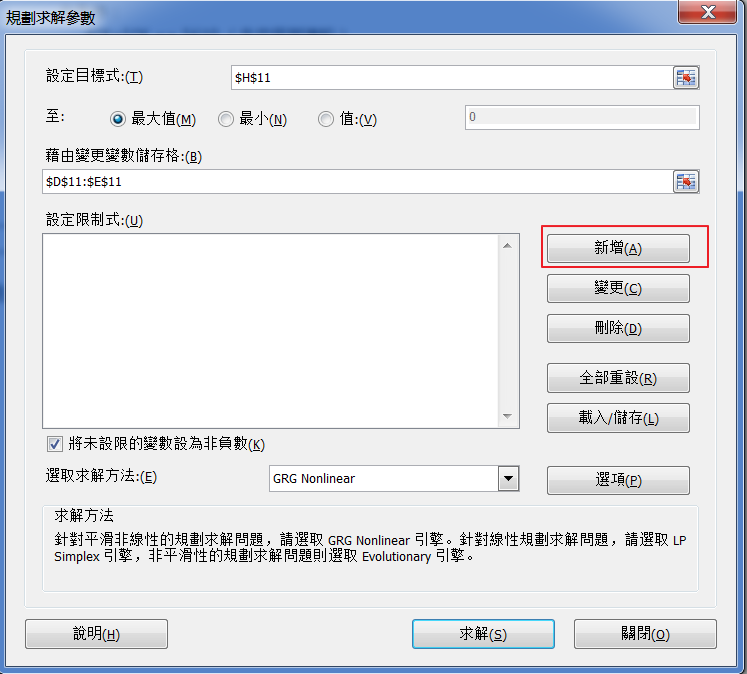 規劃求解參數
設定目標式:(T) $H$11
至: 最大值(M) 最小(N) 值:(V) 0
藉由變更變數儲存格:(B)
$D$11:$E$11
設定限制式:(U)
新增(A)
變更(C)
刪除(D)
全部重設(R)
載入/儲存(L)
將未設限的變數設為非負數(K)
選取求解方法:(E) GRG Nonlinear 選項(P)
求解方法
針對平滑非線性的規劃求解問題，請選取 GRG Nonlinear 引擎。針對線性規劃求解問題，請選取 LP
Simplex 引擎，非平滑性的規劃求解問題則選取 Evolutionary 引擎。
說明(H) 求解(S) 關閉(O)